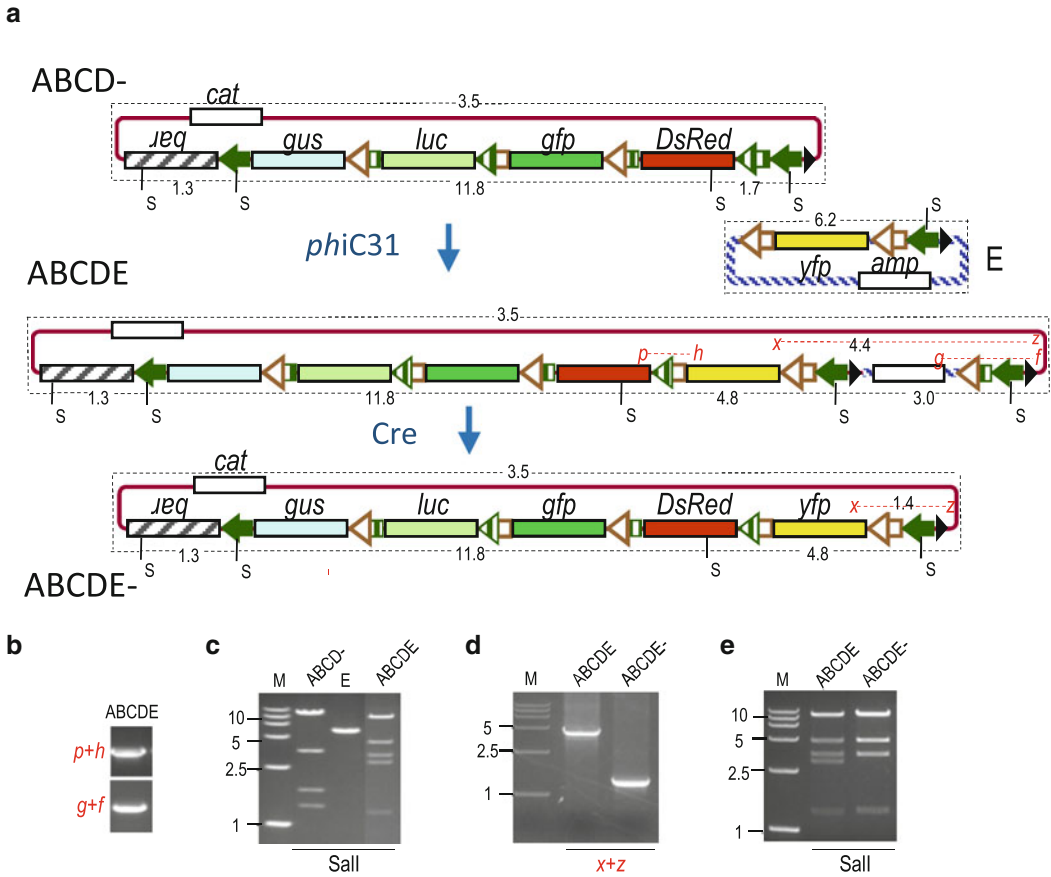 a
ABCD-
cat
3.5
bar
gus
luc
gfp
DsRed
1.3
11.8
1.7
S
S
S
S
phiC31
6.2
S
yfp
amp
E
ABCDE
3.5
x
4.4
z
p
h
g
f
1.3
11.8
4.8
3.0
S
S
S
S
S
Cre
cat
3.5
bar
gus
luc
gfp
DsRed
yfp
x
1.4
z
1.3
11.8
4.8
S
S
S
S
ABCDE-
b
ABCDE
p+h
g+f
c
M
ABCD-
E
ABCDE
10
5
2.5
1
SalI
d
M
ABCDE
ABCDE-
5
2.5
1
x+z
e
M
ABCDE
ABCDE-
10
5
2.5
1
SalI